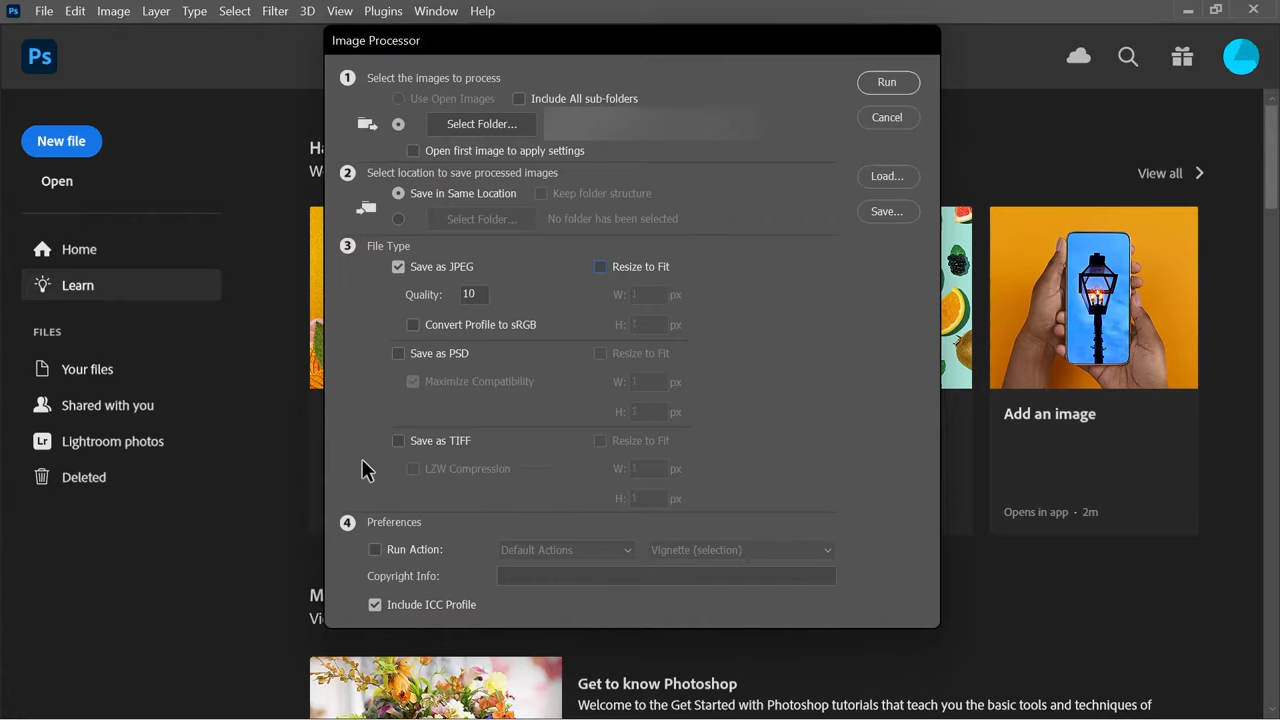 Ps File Edit Image Layer Type Select Filter 3D View Plugins Window Help
Ps
Image Processor
1 Select the images to process
Use Open Images Include All sub-folders
Select Folder...
Open first image to apply settings
Run
Cancel
2 Select location to save processed images
Save in Same Location Keep folder structure
Select Folder... No folder has been selected
Load...
Save...
3 File Type
Save as JPEG Resize to Fit
Quality: 10 W: 1 px
Convert Profile to sRGB H: 1 px
Save as PSD Resize to Fit
Maximize Compatibility W: 1 px
H: 1 px
Save as TIFF Resize to Fit
LZW Compression W: 1 px
H: 1 px
4 Preferences
Run Action: Default Actions Vignette (selection)
Copyright Info:
Include ICC Profile
New file
Open
Home
Learn
FILES
Your files
Shared with you
Lr Lightroom photos
Deleted
View all
Add an image
Opens in app • 2m
Get to know Photoshop
Welcome to the Get Started with Photoshop tutorials that teach you the basic tools and techniques of